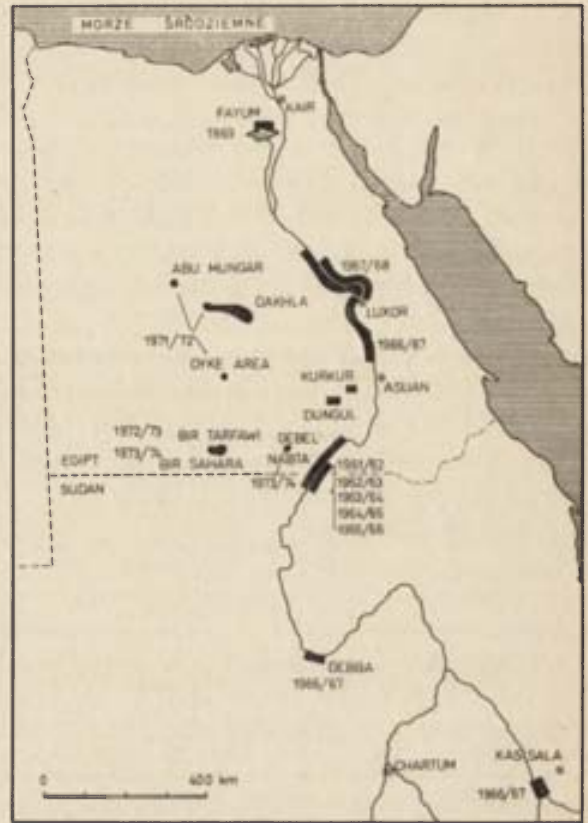 MORZE ŚRÓDZIEMNE
KAIR
FAYUM
1969
1967/68
ABU MUNGAR
DAKHLA
LUXOR
1971/72
1966/67
DYKE AREA
KURKUR
ASUAN
DUNGUL
1972/73
BIR TARFAWI
DEBEL
1973/74
NABTA
EGIPT
BIR SAHARA
1973/74
SUDAN
1961/62
1962/63
1963/64
1964/65
1965/66
DEBBA
1966/67
CHARTUM
KASSALA
0 400 km
1966/67